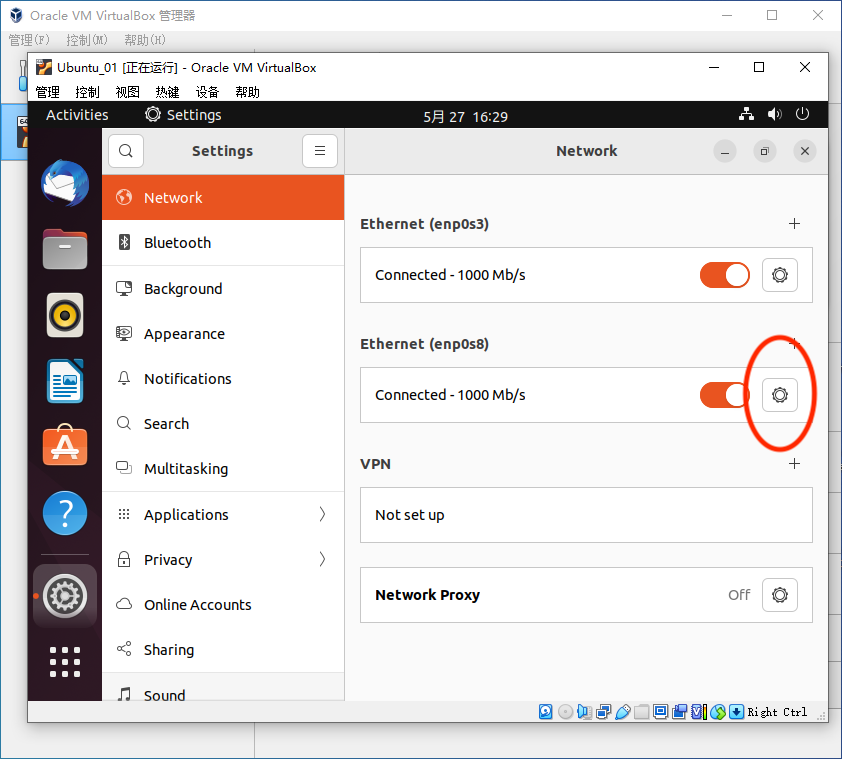 Oracle VM VirtualBox 管理器
管理(F) 控制(M) 帮助(H)
Ubuntu_01 [正在运行] - Oracle VM VirtualBox
管理 控制 视图 热键 设备 帮助
Activities Settings 5月 27 16:29
Settings
Network
Network
Bluetooth
Background
Appearance
Notifications
Search
Multitasking
Applications
Privacy
Online Accounts
Sharing
Sound
Ethernet (enp0s3)
Connected - 1000 Mb/s
Ethernet (enp0s8)
Connected - 1000 Mb/s
VPN
Not set up
Network Proxy Off
Right Ctrl